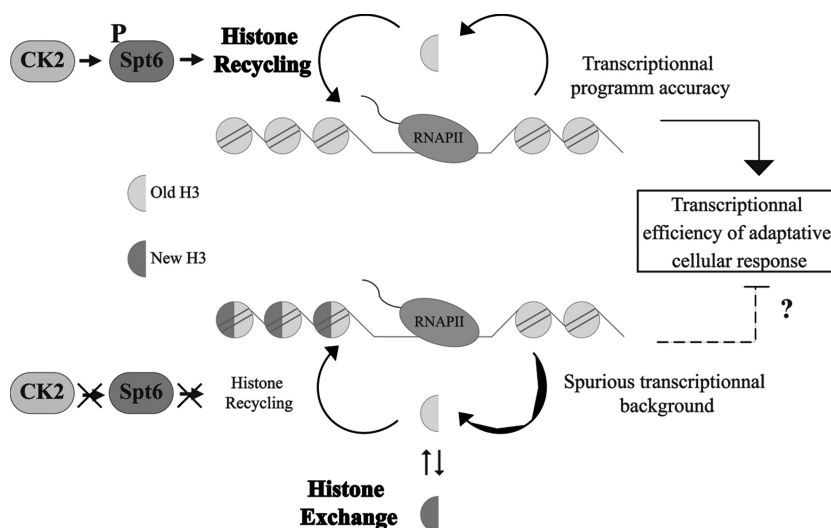 P
CK2
Spt6
Histone
Recycling
Transcriptionnal
programm accuracy
RNAPII
Old H3
New H3
Transcriptionnal
efficiency of adaptative
cellular response
?
RNAPII
CK2
Spt6
Histone
Recycling
Spurious transcriptionnal
background
Histone
Exchange